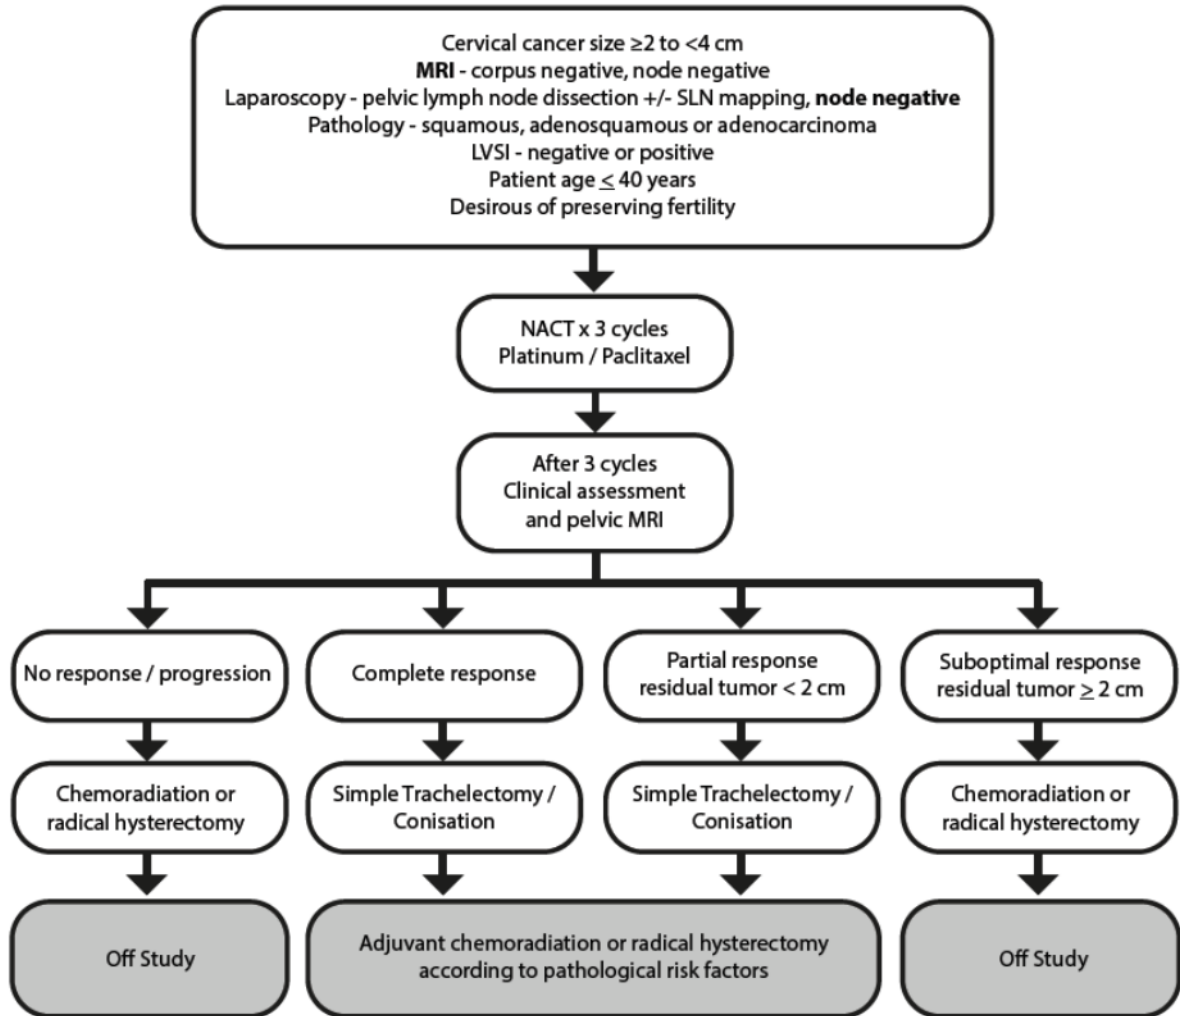 Cervical cancer size ≥2 to <4 cm
MRI - corpus negative, node negative
Laparoscopy - pelvic lymph node dissection +/- SLN mapping, node negative
Pathology - squamous, adenosquamous or adenocarcinoma
LVSI - negative or positive
Patient age ≤ 40 years
Desirous of preserving fertility
NACT x 3 cycles
Platinum / Paclitaxel
After 3 cycles
Clinical assessment
and pelvic MRI
No response / progression
Complete response
Partial response
residual tumor < 2 cm
Suboptimal response
residual tumor ≥ 2 cm
Chemoradiation or
radical hysterectomy
Simple Trachelectomy /
Conisation
Simple Trachelectomy /
Conisation
Chemoradiation or
radical hysterectomy
Off Study
Adjuvant chemoradiation or radical hysterectomy
according to pathological risk factors
Off Study